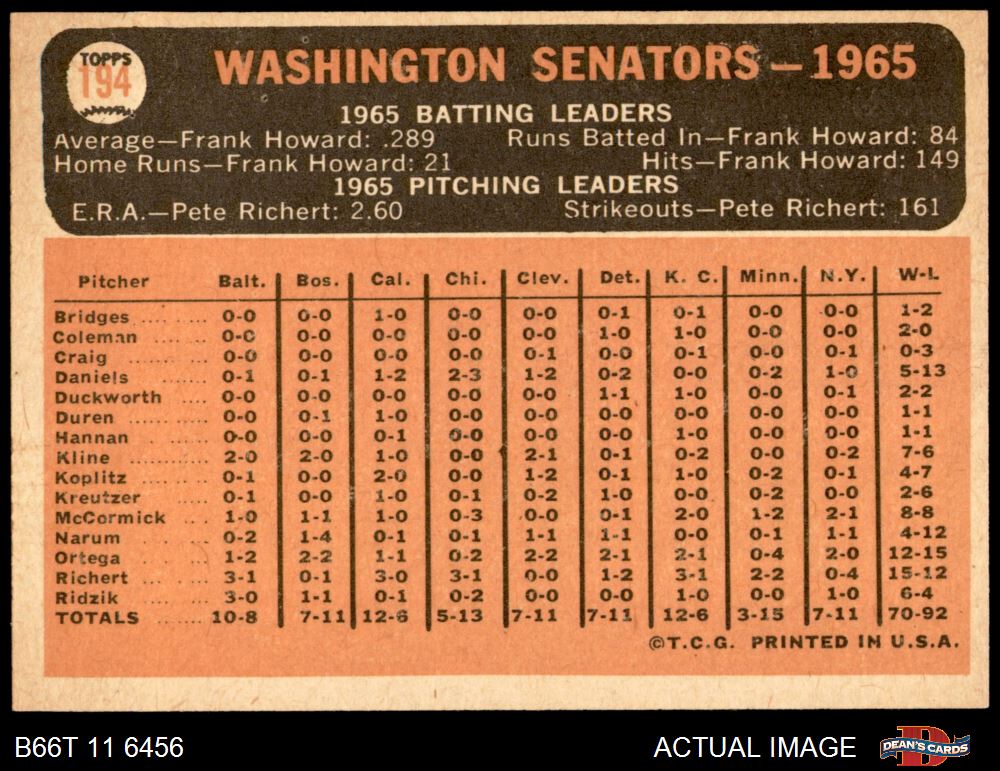 TOPPS
194
WASHINGTON SENATORS — 1965
1965 BATTING LEADERS
Average—Frank Howard: .289 Runs Batted In—Frank Howard: 84
Home Runs—Frank Howard: 21 Hits—Frank Howard: 149
1965 PITCHING LEADERS
E.R.A.—Pete Richert: 2.60 Strikeouts—Pete Richert: 161
Pitcher Balt. Bos. Cal. Chi. Clev. Det. K. C. Minn. N.Y. W-L
Bridges 0-0 0-0 1-0 0-0 0-0 0-1 0-1 0-0 0-0 1-2
Coleman 0-0 0-0 0-0 0-0 0-0 1-0 1-0 0-0 0-0 2-0
Craig 0-0 0-0 0-0 0-0 0-1 0-0 0-1 0-0 0-1 0-3
Daniels 0-1 0-1 1-2 2-3 1-2 0-2 0-0 0-2 1-0 5-13
Duckworth 0-0 0-0 0-0 0-0 0-0 1-1 1-0 0-0 0-1 2-2
Duren 0-0 0-1 1-0 0-0 0-0 0-0 0-0 0-0 0-0 1-1
Hannan 0-0 0-0 0-1 0-0 0-0 0-0 1-0 0-0 0-0 1-1
Kline 2-0 2-0 1-0 0-0 2-1 0-1 0-2 0-0 0-2 7-6
Koplitz 0-1 0-0 2-0 0-0 1-2 0-1 1-0 0-2 0-1 4-7
Kreutzer 0-1 0-0 1-0 0-1 0-2 1-0 0-0 0-2 0-0 2-6
McCormick 1-0 1-1 1-0 0-3 0-0 0-1 2-0 1-2 2-1 8-8
Narum 0-2 1-4 0-1 0-1 1-1 1-1 0-0 0-1 1-1 4-12
Ortega 1-2 2-2 1-1 0-2 2-2 2-1 2-1 0-4 2-0 12-15
Richert 3-1 0-1 3-0 3-1 0-0 1-2 3-1 2-2 0-4 15-12
Ridzik 3-0 1-1 0-1 0-2 0-0 0-0 1-0 0-0 1-0 6-4
TOTALS 10-8 7-11 12-6 5-13 7-11 7-11 12-6 3-15 7-11 70-92
©T.C.G. PRINTED IN U.S.A.
B66T 11 6456 ACTUAL IMAGE DEAN'S CARDS